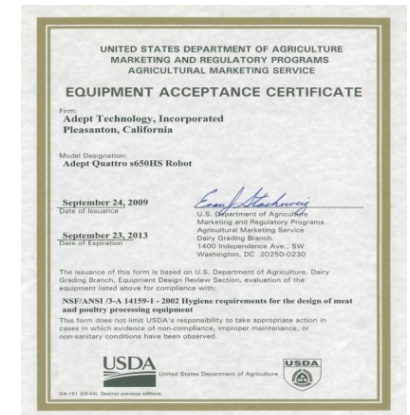 UNITED STATES DEPARTMENT OF AGRICULTURE
MARKETING AND REGULATORY PROGRAMS
AGRICULTURAL MARKETING SERVICE
EQUIPMENT ACCEPTANCE CERTIFICATE
Firm:
Adept Technology, Incorporated
Pleasanton, California
Model Designation:
Adept Quattro s650HS Robot
September 24, 2009
Date of Issuance
September 23, 2013
Date of Expiration
U.S. Department of Agriculture
Marketing and Regulatory Programs
Agricultural Marketing Service
Dairy Grading Branch
1400 Independence Ave., SW
Washington, DC 20250-0230
The issuance of this form is based on U.S. Department of Agriculture, Dairy
Grading Branch, Equipment Design Review Section, evaluation of the
equipment listed above for compliance with:
NSF/ANSI /3-A 14159-1 - 2002 Hygiene requirements for the design of meat
and poultry processing equipment
This form does not limit USDA's responsibility to take appropriate action in
cases in which evidence of non-compliance, improper maintenance, or
non-sanitary conditions have been observed.
USDA
United States Department of Agriculture
USDA
DA-161 (09-04) Destroy previous editions.